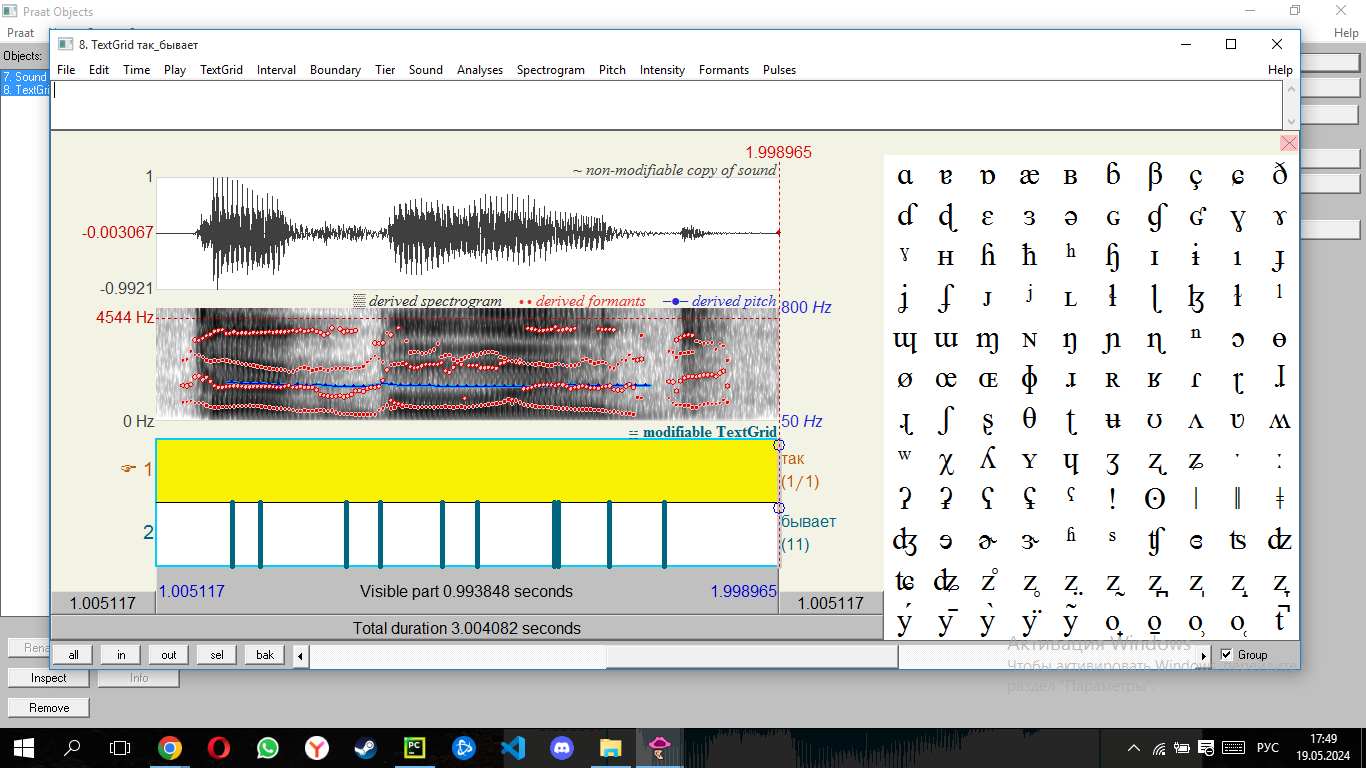 Praat Objects
Praat
Help
Objects:
7. Sound
8. TextGri
8. TextGrid так_бывает
File Edit Time Play TextGrid Interval Boundary Tier Sound Analyses Spectrogram Pitch Intensity Formants Pulses Help
1.998965
~ non-modifiable copy of sound
1
-0.003067
-0.9921
derived spectrogram derived formants derived pitch
4544 Hz
800 Hz
0 Hz
50 Hz
modifiable TextGrid
1
так
(1/1)
2
бывает
(11)
1.005117 Visible part 0.993848 seconds 1.998965
1.005117 1.005117
Total duration 3.004082 seconds
all in out sel bak
Group
ɑ ɐ ɒ æ ʙ ɓ β ç ɕ ð
ɗ ɖ ɛ ɜ ə ɢ ɠ ʛ ɣ ɤ
ˠ ʜ ɦ ħ ʰ ɧ ɪ ɨ ı ɟ
ʝ ʄ ᴊ ʲ ʟ ɫ ɭ ɮ ɬ ˡ
ɰ ɯ ɱ ɴ ŋ ɲ ɳ ⁿ ɔ ɵ
ø œ ɶ ɸ ɹ ʀ ʁ ɾ ɽ ɺ
ɻ ʃ ʂ θ ʈ ʉ ʊ ʌ ʋ ʍ
ʷ χ ʎ ʏ ɥ ʒ ʐ ʑ ˑ ː
ʔ ʡ ʕ ʢ ˤ ! ʘ ǀ ǁ ǂ
ʤ ɘ ɚ ɝ ʱ ˢ ʧ ɞ ʦ ʣ
ʨ ʥ z̊ z̥ z̤ z̰ z̪ z̺ z̞ z̩
ý ȳ ỳ ÿ ỹ o̞ o̠ o̹ o̜ t̚
Активация Windows
Чтобы активировать Windows, перейдите
раздел "Параметры".
Rena
Inspect Info
Remove
РУС
17:49
19.05.2024